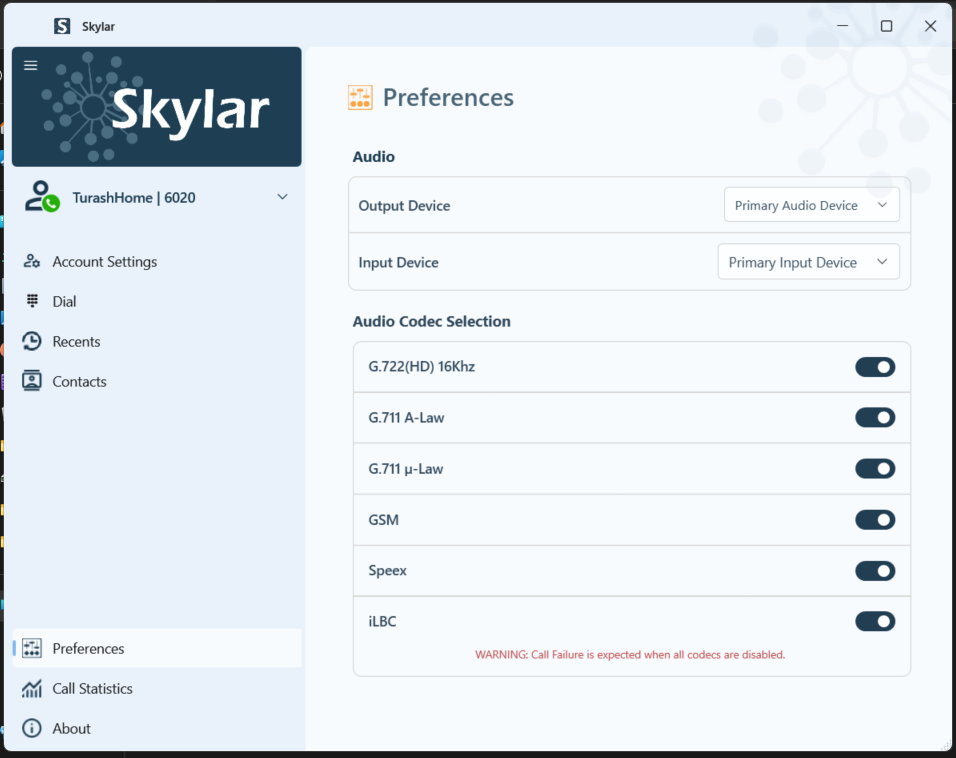 S Skylar
Skylar
TurashHome | 6020
Account Settings
Dial
Recents
Contacts
Preferences
Call Statistics
About
Preferences
Audio
Output Device
Primary Audio Device
Input Device
Primary Input Device
Audio Codec Selection
G.722(HD) 16Khz
G.711 A-Law
G.711 µ-Law
GSM
Speex
iLBC
WARNING: Call Failure is expected when all codecs are disabled.